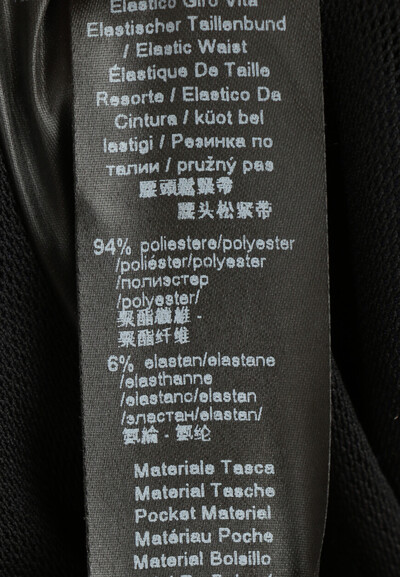 Elastico Giro Vita
Elastischer Taillenbund
/ Elastic Waist
Élastique De Taille
Resorte / Elastico Da
Cintura / küot bel
lastigi / Резинка по
талии / pružný pas
腰頭鬆緊帶
腰头松紧带
94% poliestere/polyester
/poliéster/polyester
/полиэстер
/polyester/
聚酯纖維 -
聚酯纤维
6% elastan/elastane
/elasthanne
/elastano/elastan
/эластан/elastan/
氨綸 - 氨纶
Materiale Tasca
Material Tasche
Pocket Material
Matériau Poche
Material Bolsillo